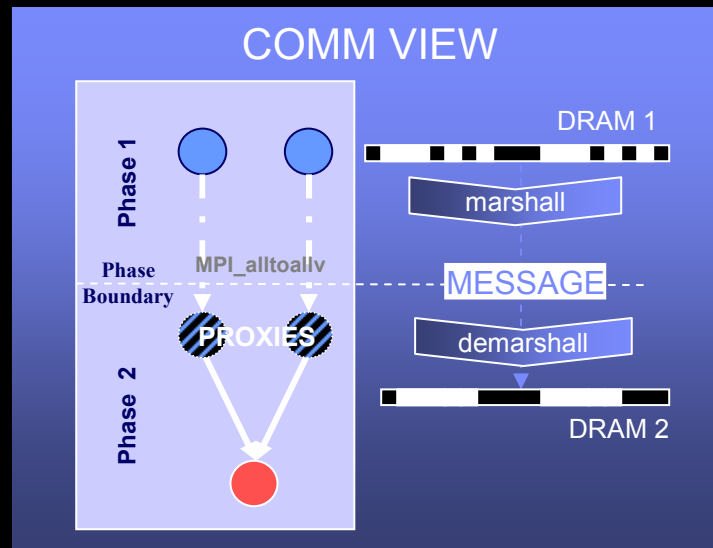 COMM VIEW
Phase 1
MPI_alltoallv
Phase
Boundary
PROXIES
Phase 2
DRAM 1
marshall
MESSAGE
demarshall
DRAM 2